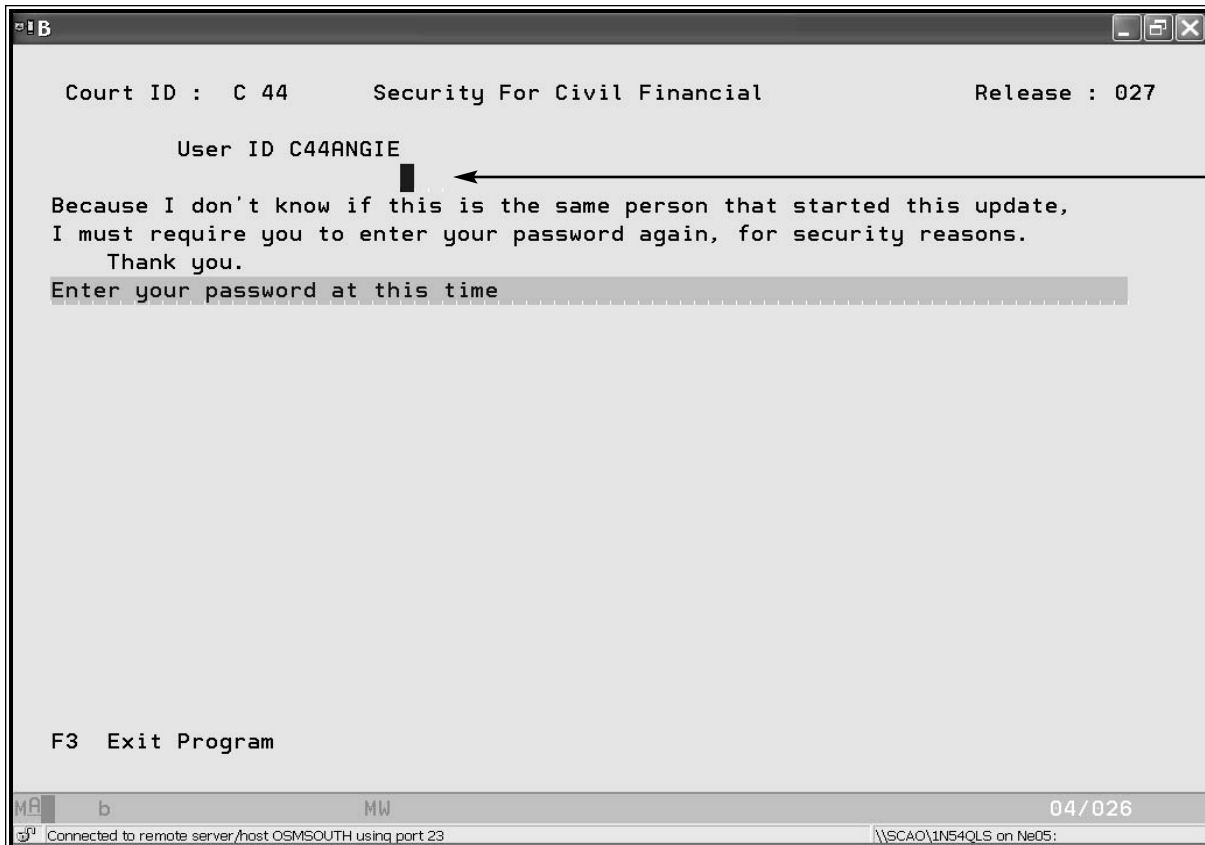 B
Court ID : C 44 Security For Civil Financial Release : 027
User ID C44ANGIE
Because I don't know if this is the same person that started this update,
I must require you to enter your password again, for security reasons.
Thank you.
Enter your password at this time
F3 Exit Program
MA b MW 04/026
Connected to remote server/host OSMSOUTH using port 23 \\SCAO\1N54QLS on Ne05: